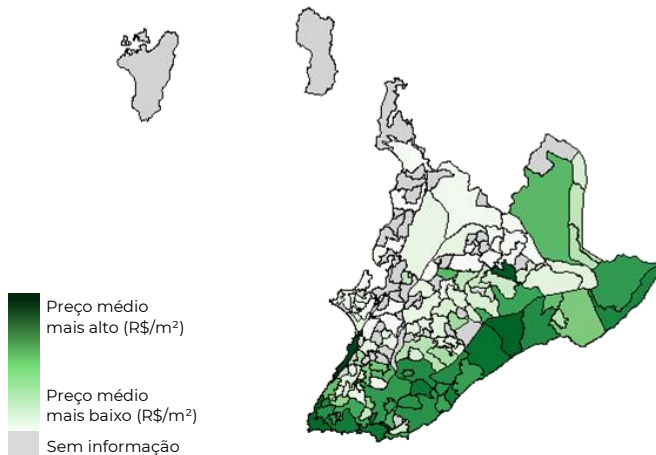 Preço médio
mais alto (R$/m²)
Preço médio
mais baixo (R$/m²)
Sem informação